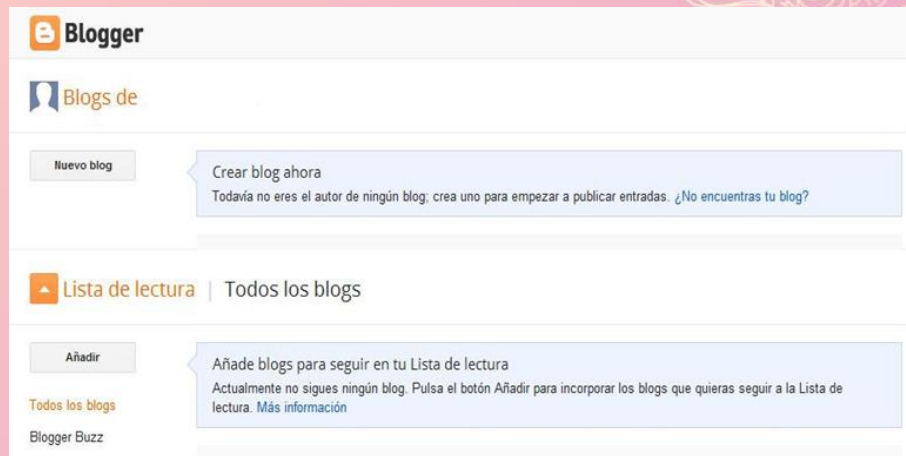 Blogger
Blogs de
Nuevo blog
Crear blog ahora
Todavía no eres el autor de ningún blog; crea uno para empezar a publicar entradas. ¿No encuentras tu blog?
Lista de lectura | Todos los blogs
Añadir
Añade blogs para seguir en tu Lista de lectura
Actualmente no sigues ningún blog. Pulsa el botón Añadir para incorporar los blogs que quieras seguir a la Lista de
lectura. Más información
Todos los blogs
Blogger Buzz